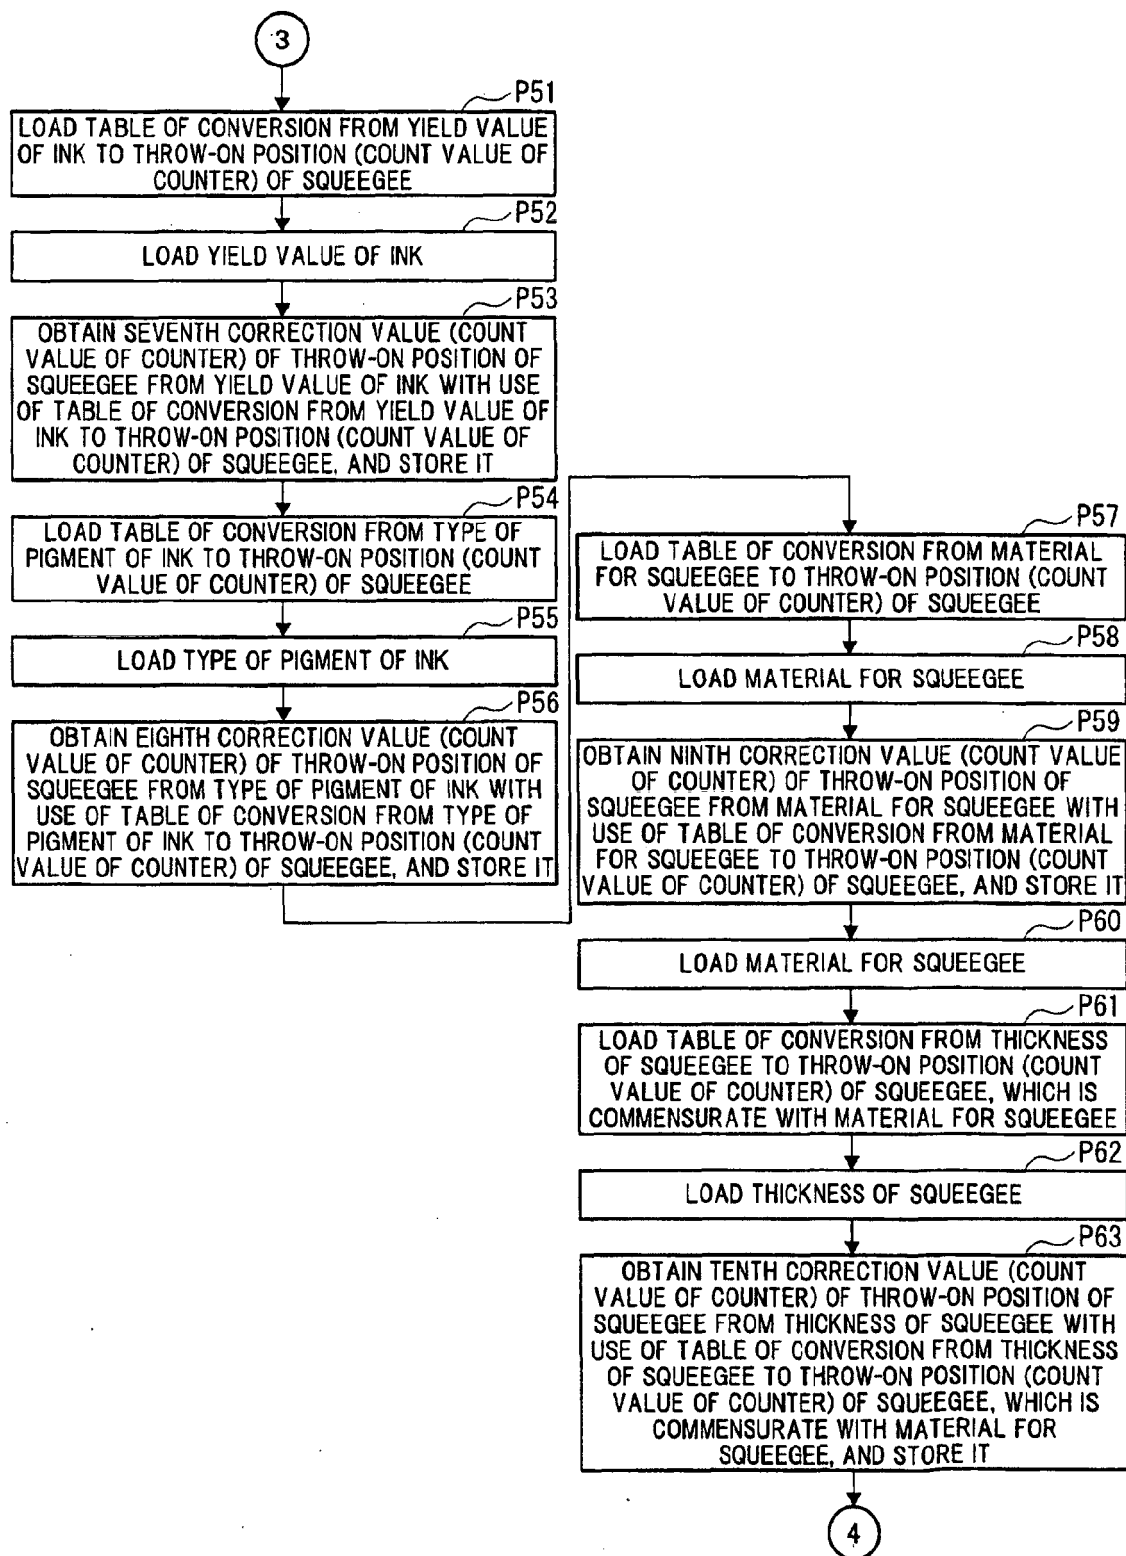 3
P51
LOAD TABLE OF CONVERSION FROM YIELD VALUE
OF INK TO THROW-ON POSITION (COUNT VALUE OF
COUNTER) OF SQUEEGEE
P52
LOAD YIELD VALUE OF INK
P53
OBTAIN SEVENTH CORRECTION VALUE (COUNT
VALUE OF COUNTER) OF THROW-ON POSITION OF
SQUEEGEE FROM YIELD VALUE OF INK WITH USE
OF TABLE OF CONVERSION FROM YIELD VALUE OF
INK TO THROW-ON POSITION (COUNT VALUE OF
COUNTER) OF SQUEEGEE, AND STORE IT
P54
LOAD TABLE OF CONVERSION FROM TYPE OF
PIGMENT OF INK TO THROW-ON POSITION (COUNT
VALUE OF COUNTER) OF SQUEEGEE
P55
LOAD TYPE OF PIGMENT OF INK
P56
OBTAIN EIGHTH CORRECTION VALUE (COUNT
VALUE OF COUNTER) OF THROW-ON POSITION OF
SQUEEGEE FROM TYPE OF PIGMENT OF INK WITH
USE OF TABLE OF CONVERSION FROM TYPE OF
PIGMENT OF INK TO THROW-ON POSITION (COUNT
VALUE OF COUNTER) OF SQUEEGEE, AND STORE IT
P57
LOAD TABLE OF CONVERSION FROM MATERIAL
FOR SQUEEGEE TO THROW-ON POSITION (COUNT
VALUE OF COUNTER) OF SQUEEGEE
P58
LOAD MATERIAL FOR SQUEEGEE
P59
OBTAIN NINTH CORRECTION VALUE (COUNT VALUE
OF COUNTER) OF THROW-ON POSITION OF
SQUEEGEE FROM MATERIAL FOR SQUEEGEE WITH
USE OF TABLE OF CONVERSION FROM MATERIAL
FOR SQUEEGEE TO THROW-ON POSITION (COUNT
VALUE OF COUNTER) OF SQUEEGEE, AND STORE IT
P60
LOAD MATERIAL FOR SQUEEGEE
P61
LOAD TABLE OF CONVERSION FROM THICKNESS
OF SQUEEGEE TO THROW-ON POSITION (COUNT
VALUE OF COUNTER) OF SQUEEGEE, WHICH IS
COMMENSURATE WITH MATERIAL FOR SQUEEGEE
P62
LOAD THICKNESS OF SQUEEGEE
P63
OBTAIN TENTH CORRECTION VALUE (COUNT
VALUE OF COUNTER) OF THROW-ON POSITION OF
SQUEEGEE FROM THICKNESS OF SQUEEGEE WITH
USE OF TABLE OF CONVERSION FROM THICKNESS
OF SQUEEGEE TO THROW-ON POSITION (COUNT
VALUE OF COUNTER) OF SQUEEGEE, WHICH IS
COMMENSURATE WITH MATERIAL FOR
SQUEEGEE, AND STORE IT
4